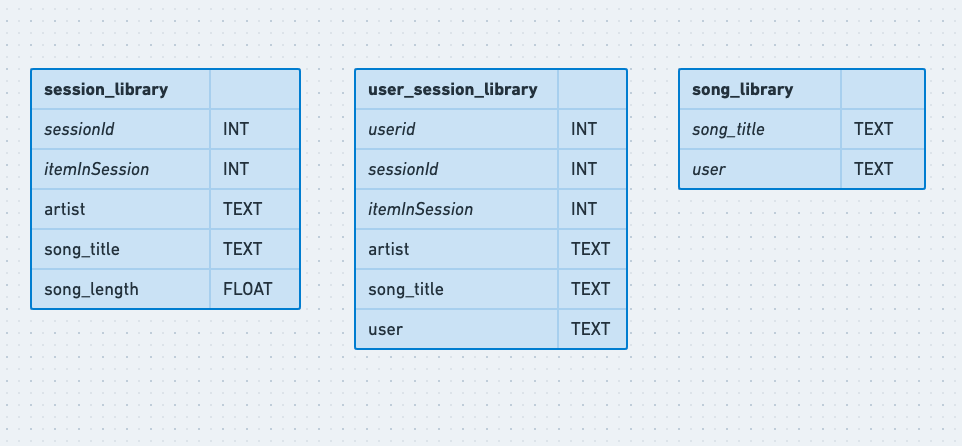 session_library
sessionId INT
itemInSession INT
artist TEXT
song_title TEXT
song_length FLOAT
user_session_library
userid INT
sessionId INT
itemInSession INT
artist TEXT
song_title TEXT
user TEXT
song_library
song_title TEXT
user TEXT